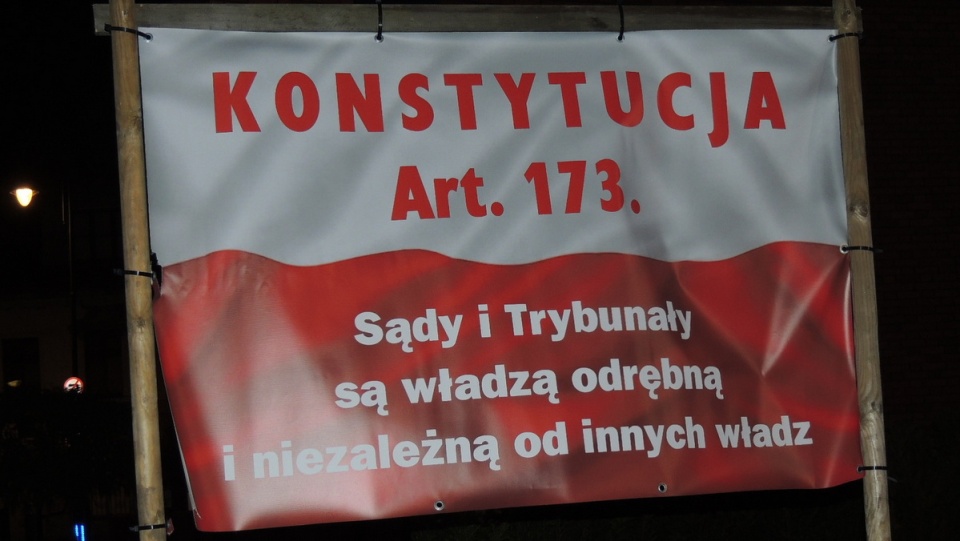 KONSTYTUCJA
Art. 173.
Sądy i Trybunały
są władzą odrębną
i niezależną od innych władz